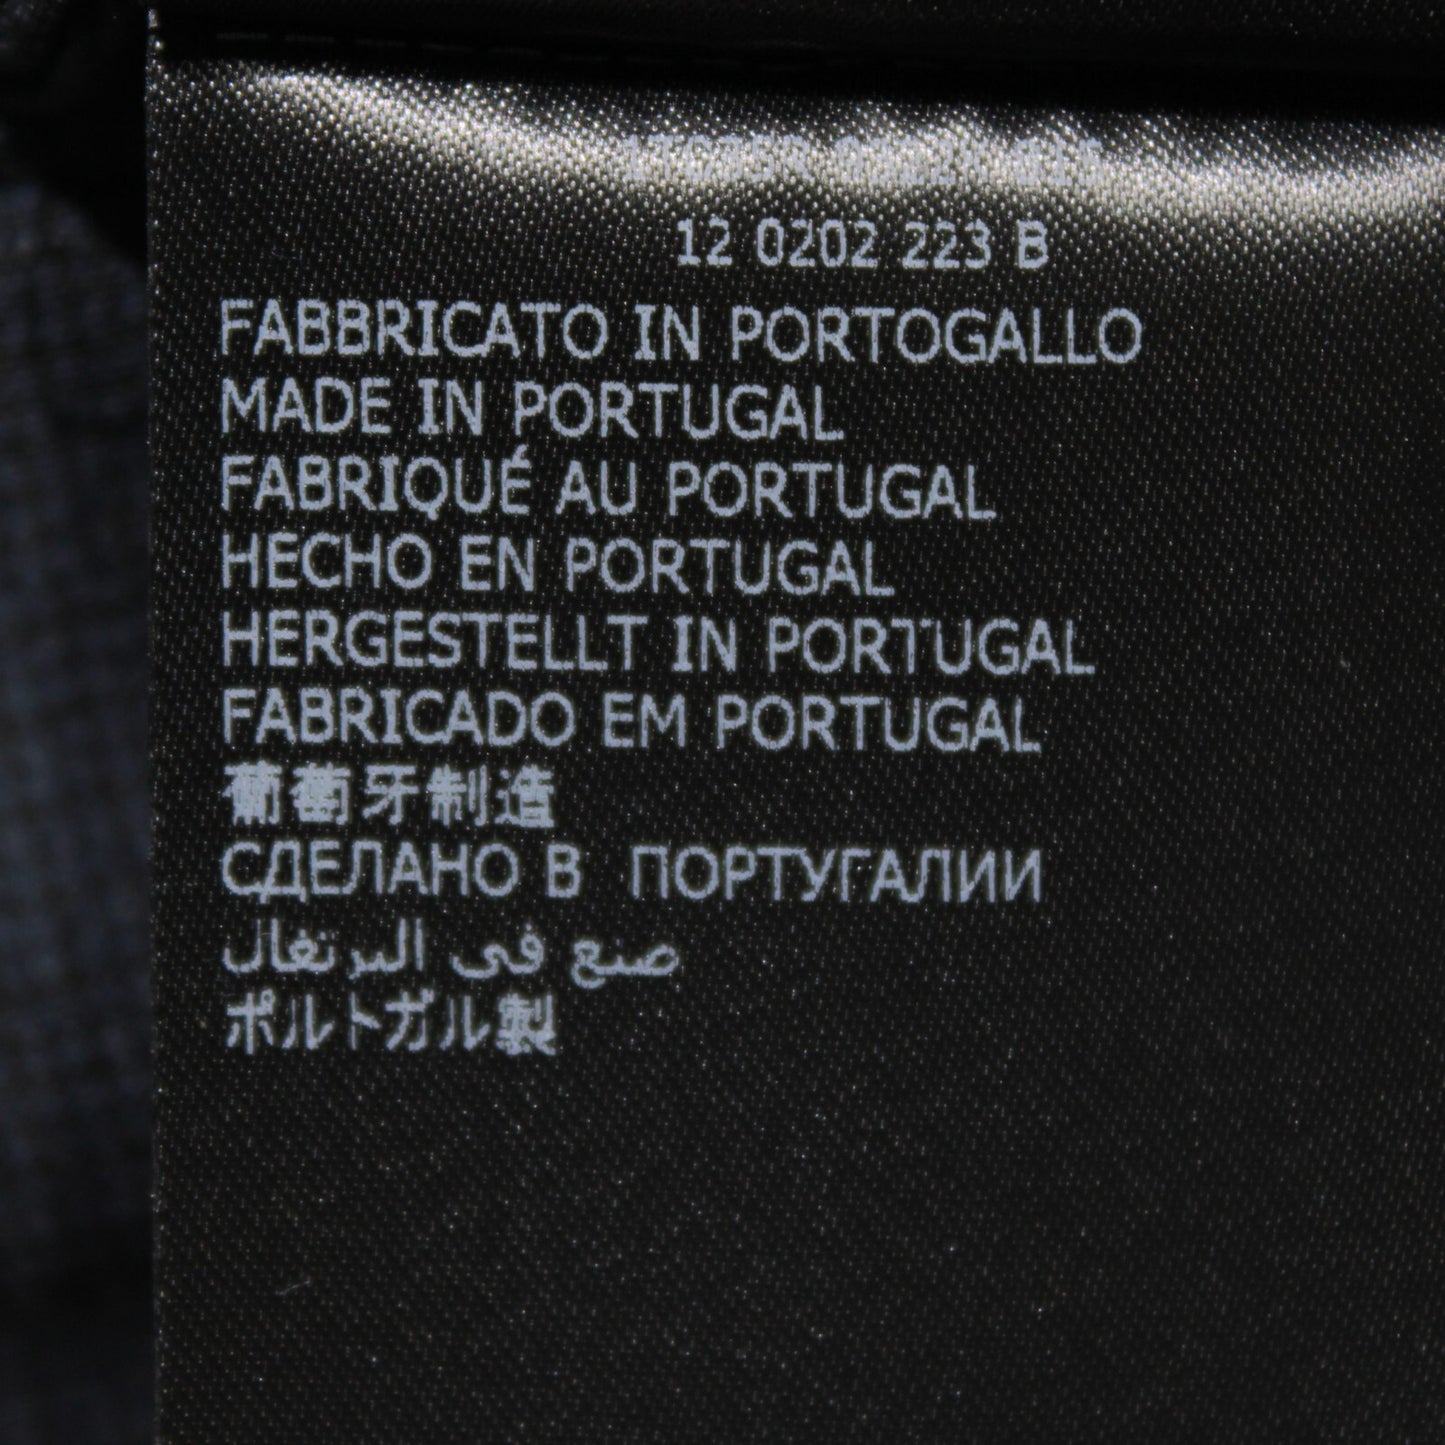 12 0202 223 B
FABBRICATO IN PORTOGALLO
MADE IN PORTUGAL
FABRIQUÉ AU PORTUGAL
HECHO EN PORTUGAL
HERGESTELLT IN PORTUGAL
FABRICADO EM PORTUGAL
葡萄牙制造
СДЕЛАНО В ПОРТУГАЛИИ
صنع فى البرتغال
ポルトガル製